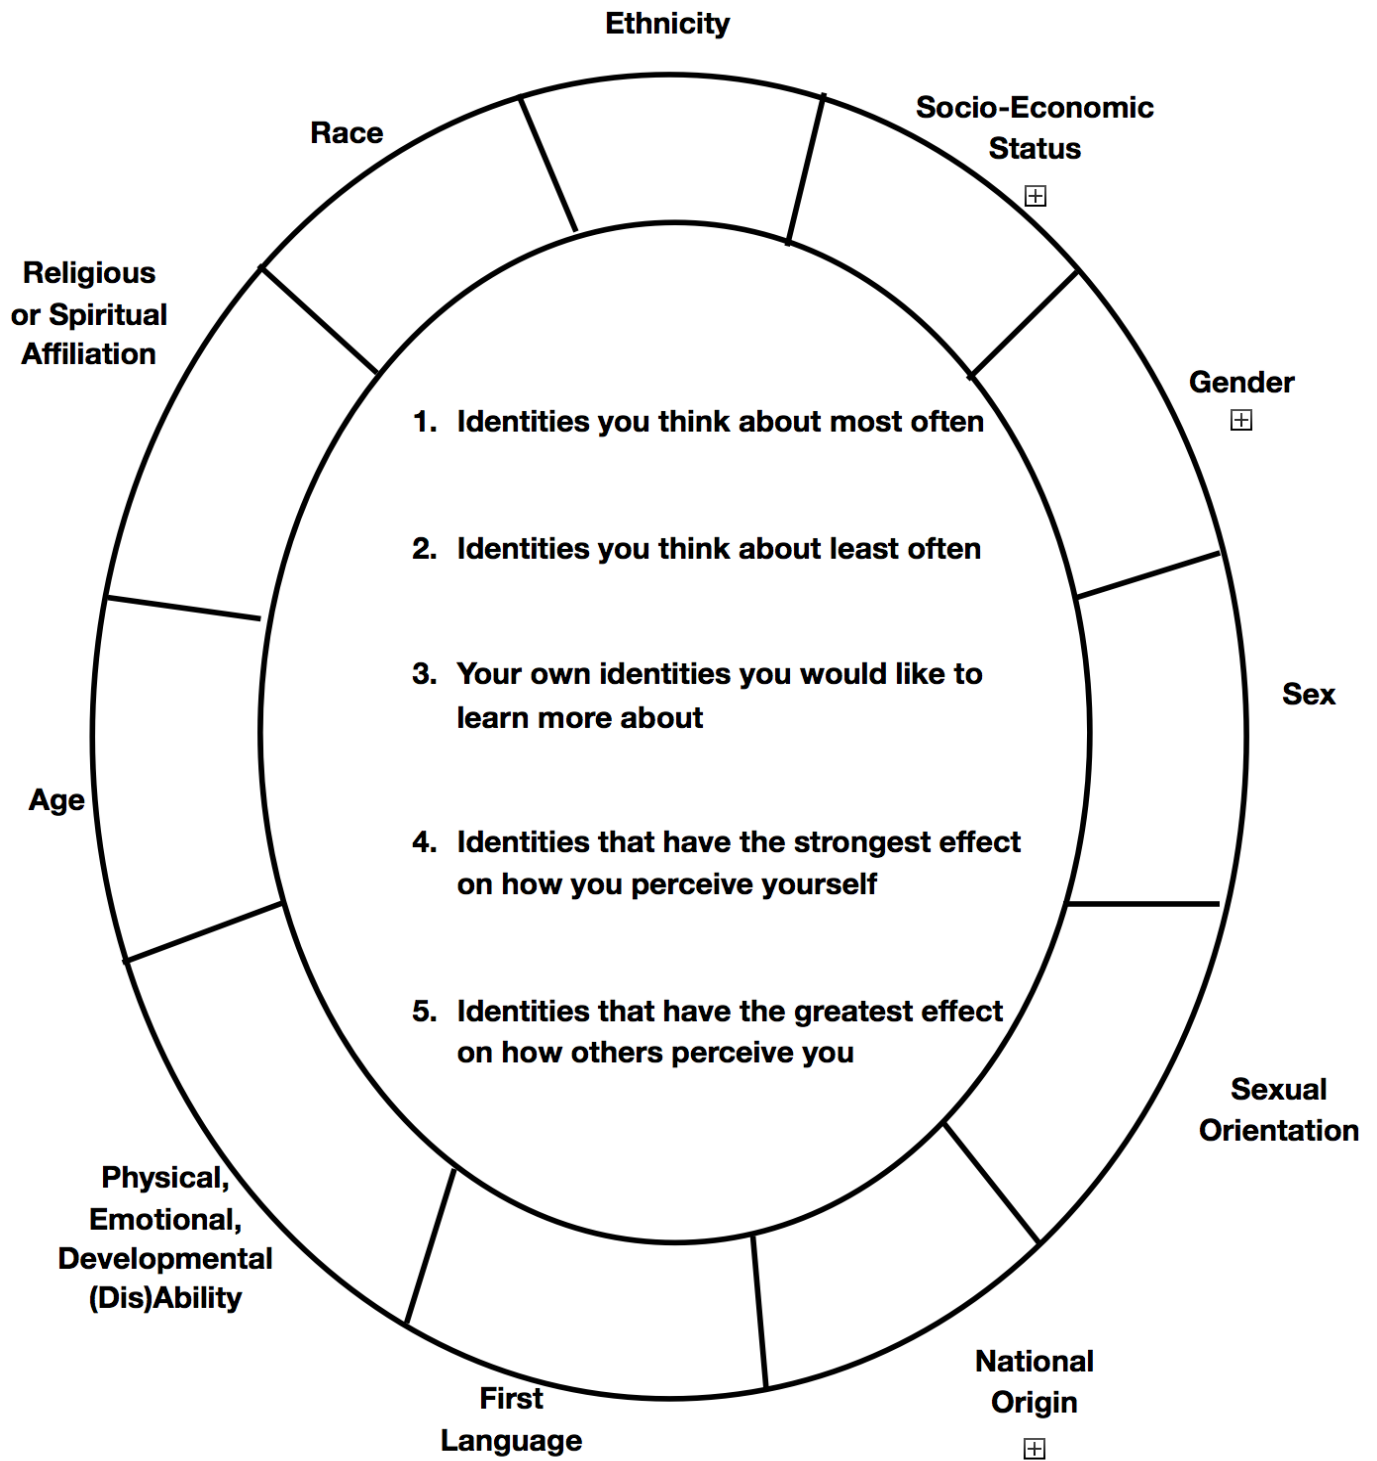 Ethnicity
Socio-Economic
Status
Race
Religious
or Spiritual
Affiliation
Gender
1. Identities you think about most often
2. Identities you think about least often
3. Your own identities you would like to
learn more about
Sex
Age
4. Identities that have the strongest effect
on how you perceive yourself
5. Identities that have the greatest effect
on how others perceive you
Sexual
Orientation
Physical,
Emotional,
Developmental
(Dis)Ability
National
Origin
First
Language